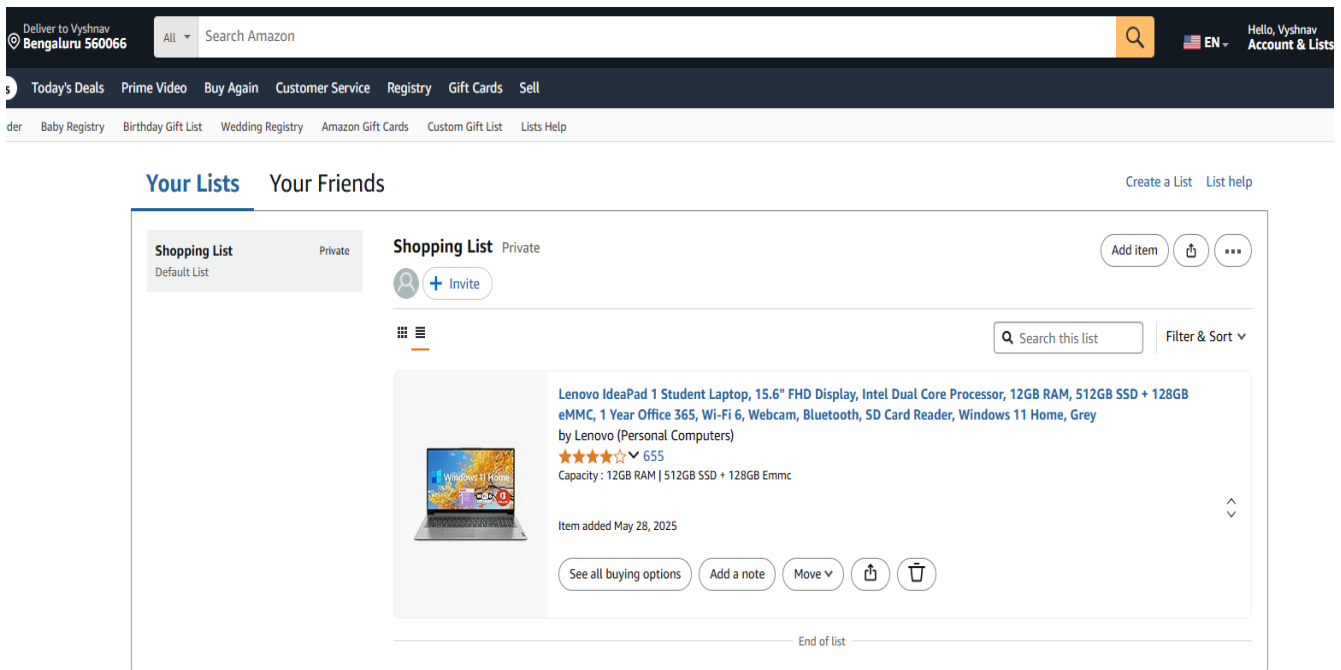 Deliver to Vyshnav
Bengaluru 560066
All
Search Amazon
EN
Hello, Vyshnav
Account & Lists
s
Today's Deals Prime Video Buy Again Customer Service Registry Gift Cards Sell
der Baby Registry Birthday Gift List Wedding Registry Amazon Gift Cards Custom Gift List Lists Help
Your Lists Your Friends
Create a List List help
Shopping List Private
Default List
Shopping List Private
Add item
+ Invite
Search this list
Filter & Sort
Lenovo IdeaPad 1 Student Laptop, 15.6" FHD Display, Intel Dual Core Processor, 12GB RAM, 512GB SSD + 128GB
eMMC, 1 Year Office 365, Wi-Fi 6, Webcam, Bluetooth, SD Card Reader, Windows 11 Home, Grey
by Lenovo (Personal Computers)
655
Capacity : 12GB RAM | 512GB SSD + 128GB Emmc
Windows 11 Home
Item added May 28, 2025
See all buying options Add a note Move
End of list